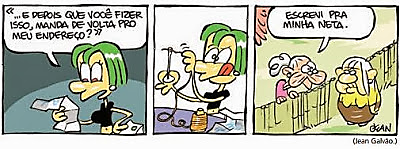 "...E DEPOIS QUE VOCÊ FIZER
ISSO, MANDA DE VOLTA PRO
MEU ENDEREÇO?"
ESCREVI PRA
MINHA NETA.
JEAN
(Jean Galvão.)